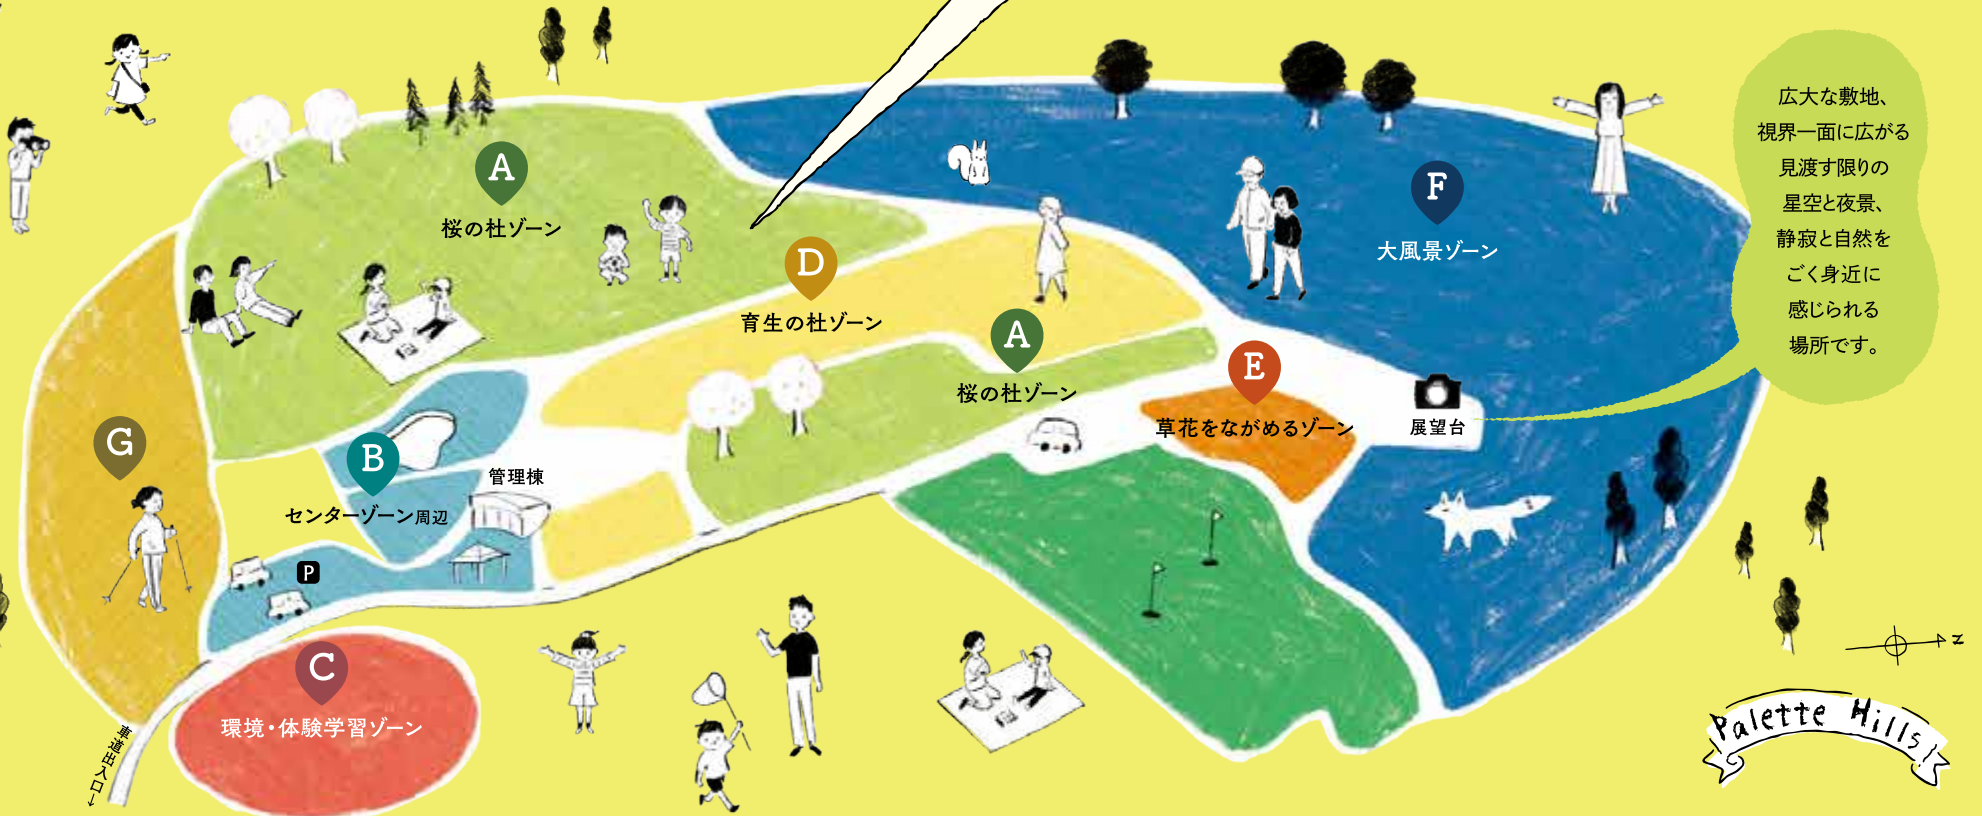 A
桜の杜ゾーン
F
大風景ゾーン
広大な敷地、
視界一面に広がる
見渡す限りの
星空と夜景、
静寂と自然を
ごく身近に
感じられる
場所です。
D
育生の杜ゾーン
A
桜の杜ゾーン
E
草花をながめるゾーン
展望台
G
B
センターゾーン周辺
管理棟
P
C
環境・体験学習ゾーン
車道出入口→
N
Palette Hills!